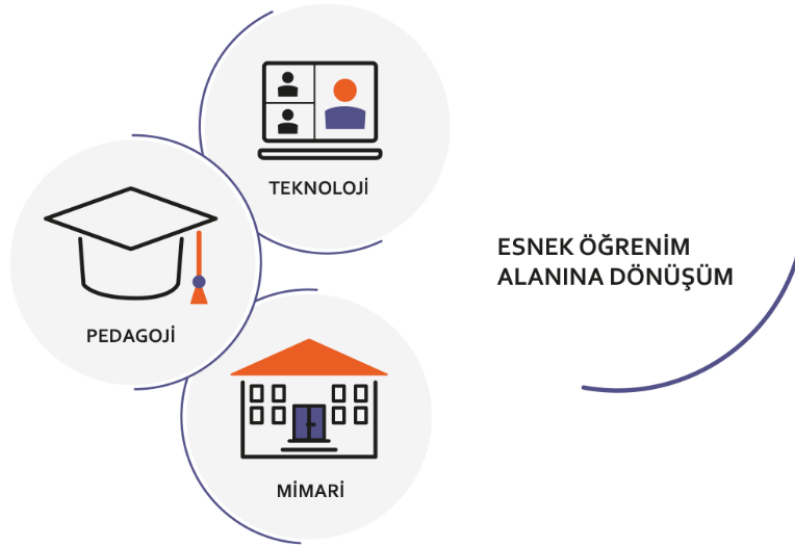 TEKNOLOJİ
PEDAGOJİ
MİMARİ
ESNEK ÖĞRENİM
ALANINA DÖNÜŞÜM